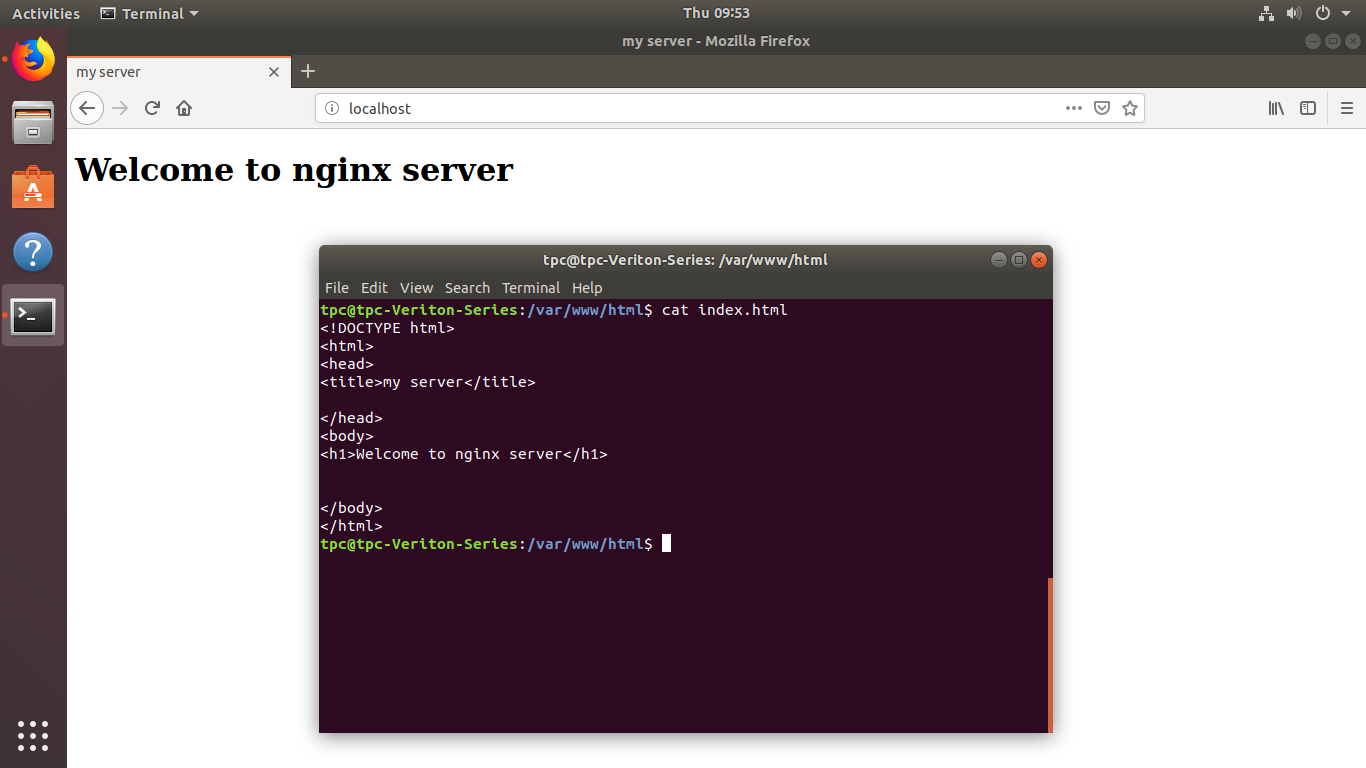 Activities
Terminal
Thu 09:53
my server - Mozilla Firefox
my server
localhost
Welcome to nginx server
tpc@tpc-Veriton-Series: /var/www/html
File Edit View Search Terminal Help
tpc@tpc-Veriton-Series:/var/www/html$ cat index.html
<!DOCTYPE html>
<html>
<head>
<title>my server</title>
</head>
<body>
<h1>Welcome to nginx server</h1>
</body>
</html>
tpc@tpc-Veriton-Series:/var/www/html$